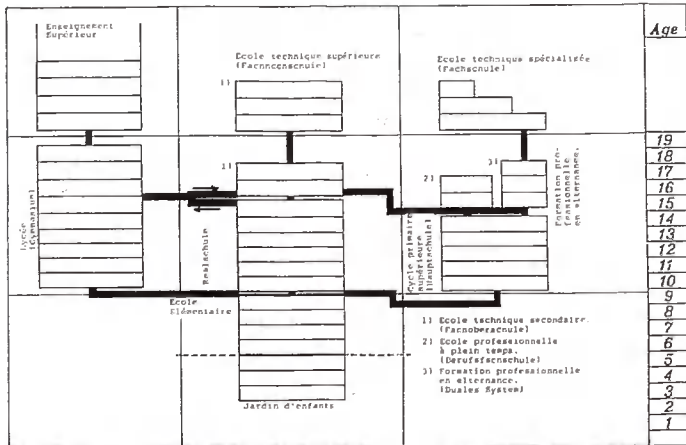 Enseignement
Supérieur
Ecole technique supérieure
1)
Ecole technique spécialisée
(Fachschule)
Age
19
18
17
16
15
14
13
12
11
10
9
8
7
6
5
4
3
2
1
Lycée
(Gymnasium)
1)
Realschule
Cycle primaire
(Hauptschule)
2)
3)
Formation pro-
fessionnelle
en alternance.
Ecole
Elémentaire
Jardin d'enfants
1) Ecole technique secondaire.
2) Ecole professionnelle
à plein temps.
3) Formation professionnelle
en alternance.
(Duales System)